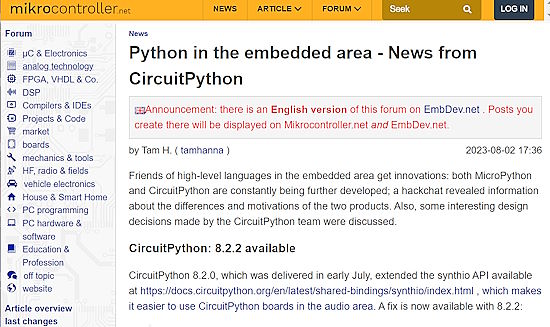 mikrocontroller.net
NEWS
ARTICLE
FORUM
Seek
LOG IN
Forum
µC & Electronics
analog technology
FPGA, VHDL & Co.
DSP
Compilers & IDEs
Projects & Code
market
boards
mechanics & tools
HF, radio & fields
vehicle electronics
House & Smart Home
PC programming
PC hardware &
software
Education &
Profession
off topic
website
Article overview
last changes
News
Python in the embedded area - News from
CircuitPython
Announcement: there is an English version of this forum on EmbDev.net . Posts you
create there will be displayed on Mikrocontroller.net and EmbDev.net.
by Tam H. ( tamhanna )
2023-08-02 17:36
Friends of high-level languages in the embedded area get innovations: both MicroPython
and CircuitPython are constantly being further developed; a hackchat revealed information
about the differences and motivations of the two products. Also, some interesting design
decisions made by the CircuitPython team were discussed.
CircuitPython: 8.2.2 available
CircuitPython 8.2.0, which was delivered in early July, extended the synthio API available
at https://docs.circuitpython.org/en/latest/shared-bindings/synthio/index.html , which makes
it easier to use CircuitPython boards in the audio area. A fix is now available with 8.2.2: